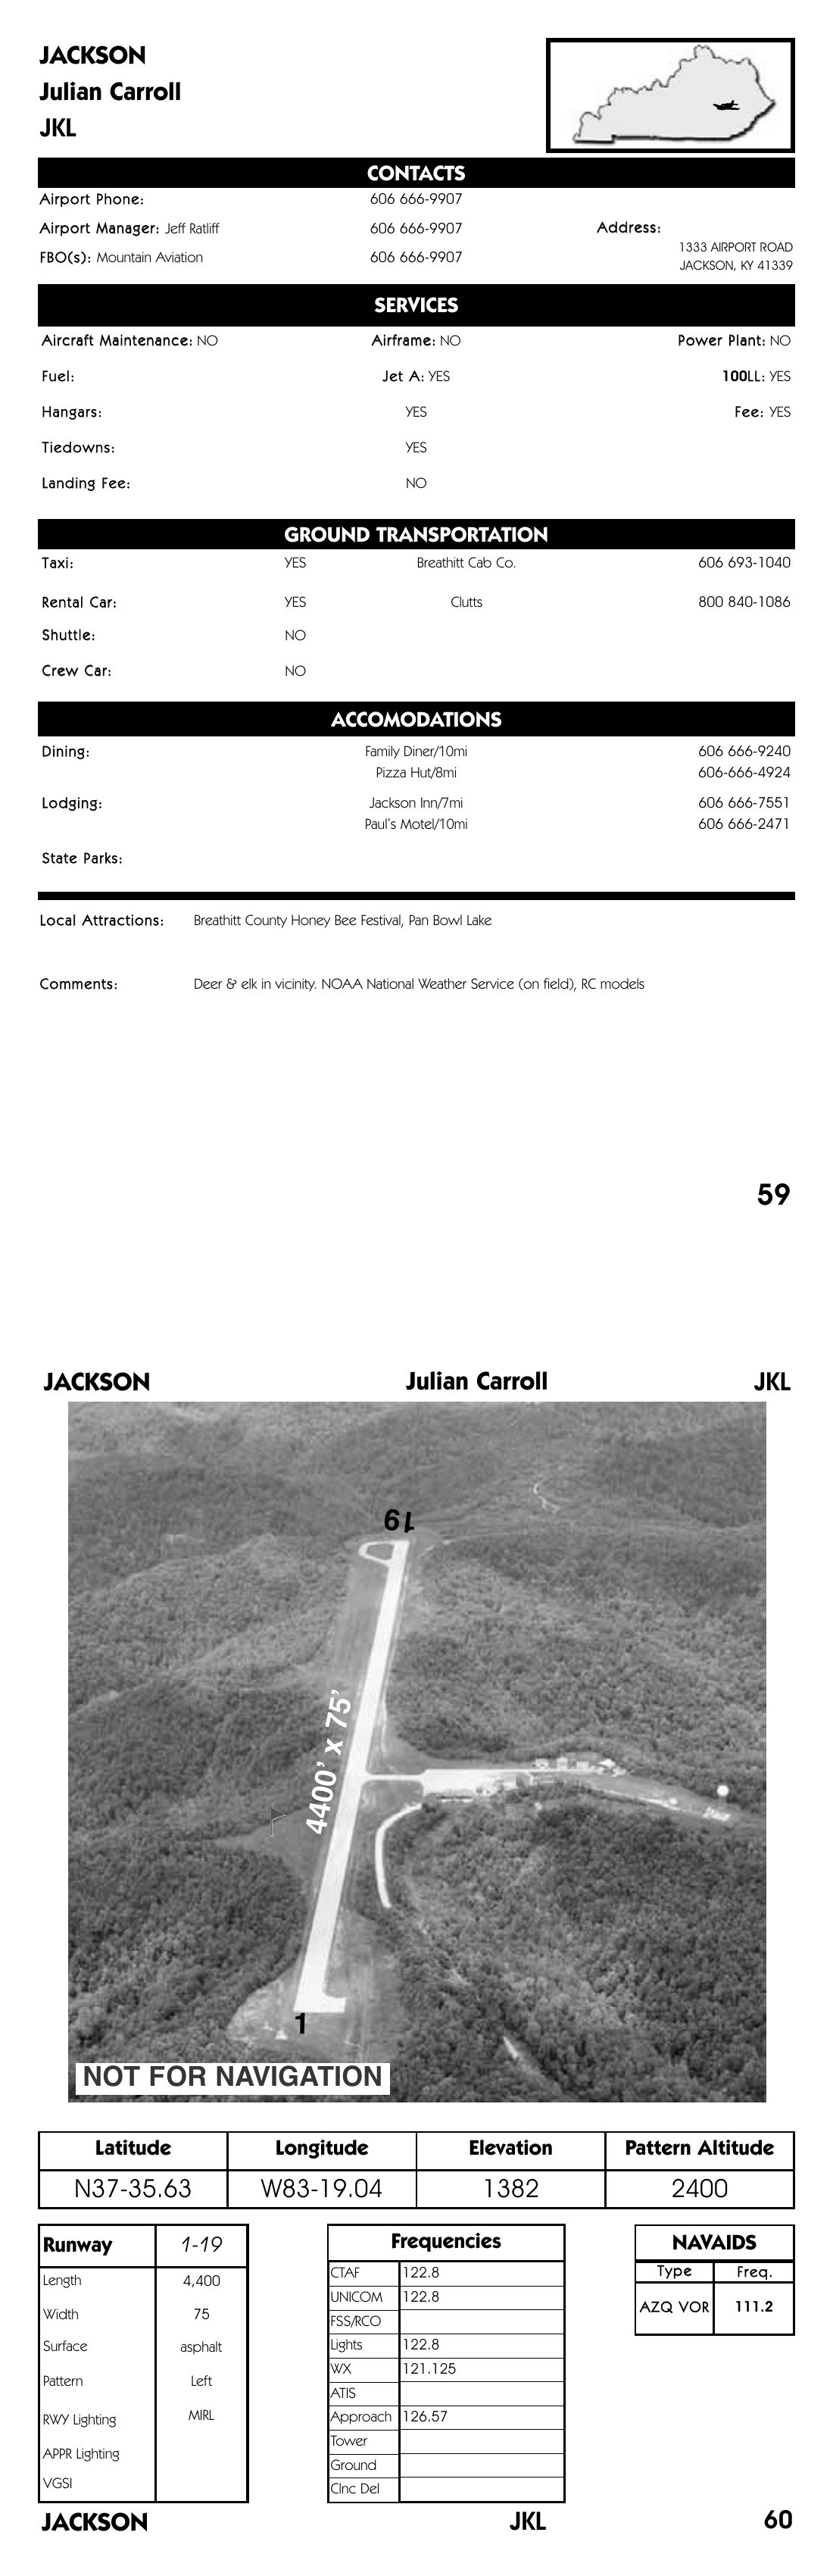 JACKSON
Julian Carroll
JKL
CONTACTS
Airport Phone: 606 666-9907
Airport Manager: Jeff Ratliff 606 666-9907 Address:
1333 AIRPORT ROAD
FBO(s): Mountain Aviation 606 666-9907
JACKSON, KY 41339
SERVICES
Aircraft Maintenance: NO Airframe: NO Power Plant: NO
Fuel: Jet A: YES 100LL: YES
Hangars: YES Fee: YES
Tiedowns: YES
Landing Fee: NO
GROUND TRANSPORTATION
Taxi: YES Breathitt Cab Co. 606 693-1040
Rental Car: YES Clutts 800 840-1086
Shuttle: NO
Crew Car: NO
ACCOMODATIONS
Dining: Family Diner/10mi 606 666-9240
Pizza Hut/8mi 606-666-4924
Lodging: Jackson Inn/7mi 606 666-7551
Paul's Motel/10mi 606 666-2471
State Parks:
Local Attractions: Breathitt County Honey Bee Festival, Pan Bowl Lake
Comments: Deer & elk in vicinity. NOAA National Weather Service (on field), RC models
59
JACKSON Julian Carroll JKL
19
4400' x 75'
1
NOT FOR NAVIGATION
Latitude Longitude Elevation Pattern Altitude
N37-35.63 W83-19.04 1382 2400
Runway 1-19
Length 4,400
Width 75
Surface asphalt
Pattern Left
RWY Lighting MIRL
APPR Lighting
VGSI
Frequencies
CTAF 122.8
UNICOM 122.8
FSS/RCO
Lights 122.8
WX 121.125
ATIS
Approach 126.57
Tower
Ground
Clnc Del
NAVAIDS
Type Freq.
AZQ VOR 111.2
JACKSON JKL 60